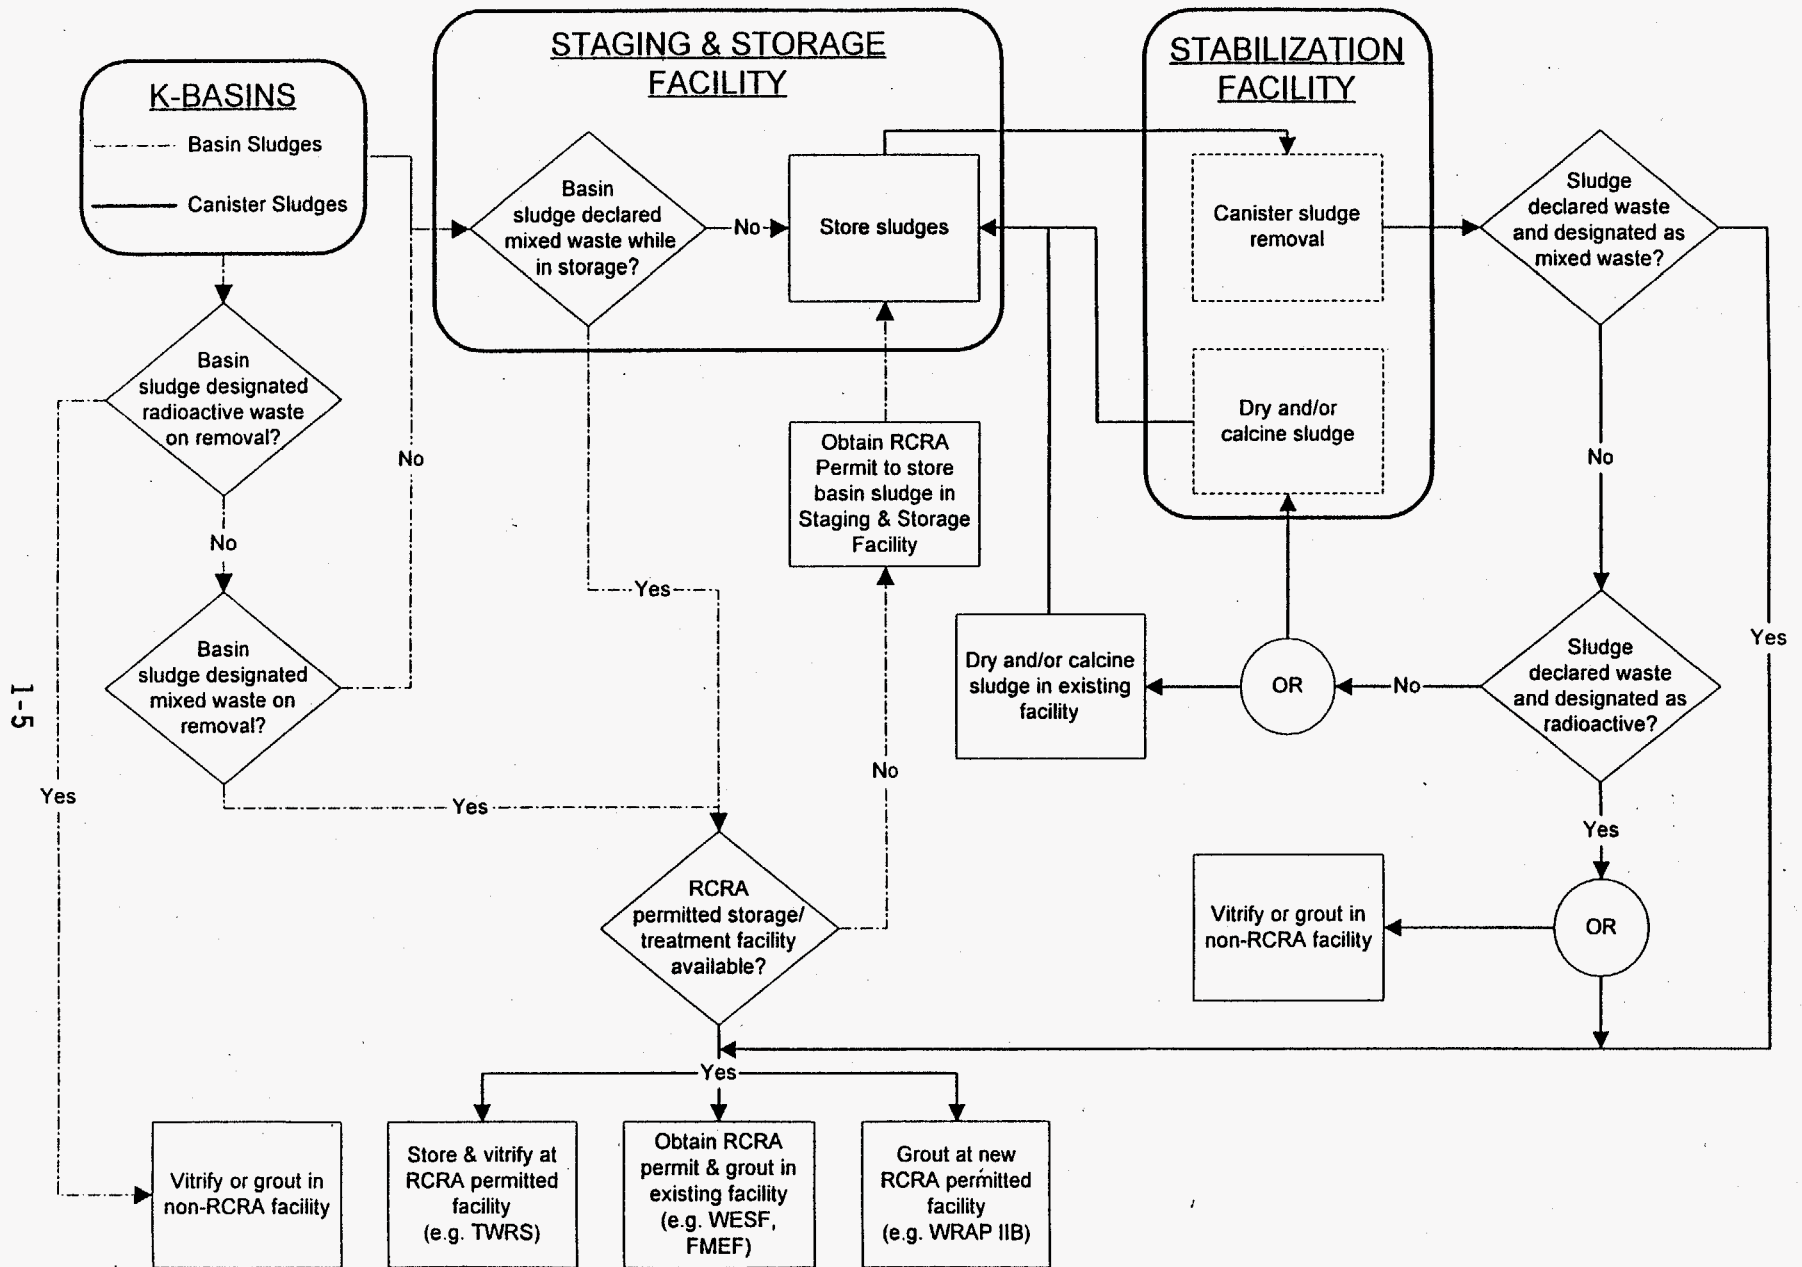 K-BASINS
Basin Sludges
Canister Sludges
STAGING & STORAGE
FACILITY
STABILIZATION
FACILITY
Basin
sludge declared
mixed waste while
in storage?
No
Store sludges
Canister sludge
removal
Sludge
declared waste
and designated as
mixed waste?
Basin
sludge designated
radioactive waste
on removal?
No
Dry and/or
calcine sludge
Obtain RCRA
Permit to store
basin sludge in
Staging & Storage
Facility
No
No
Yes
Basin
sludge designated
mixed waste on
removal?
Dry and/or calcine
sludge in existing
facility
OR
No
Sludge
declared waste
and designated as
radioactive?
Yes
1-5
Yes
Yes
No
Yes
RCRA
permitted storage/
treatment facility
available?
Vitrify or grout in
non-RCRA facility
OR
Yes
Vitrify or grout in
non-RCRA facility
Store & vitrify at
RCRA permitted
facility
(e.g. TWRS)
Obtain RCRA
permit & grout in
existing facility
(e.g. WESF,
FMEF)
Grout at new
RCRA permitted
facility
(e.g. WRAP IIB)